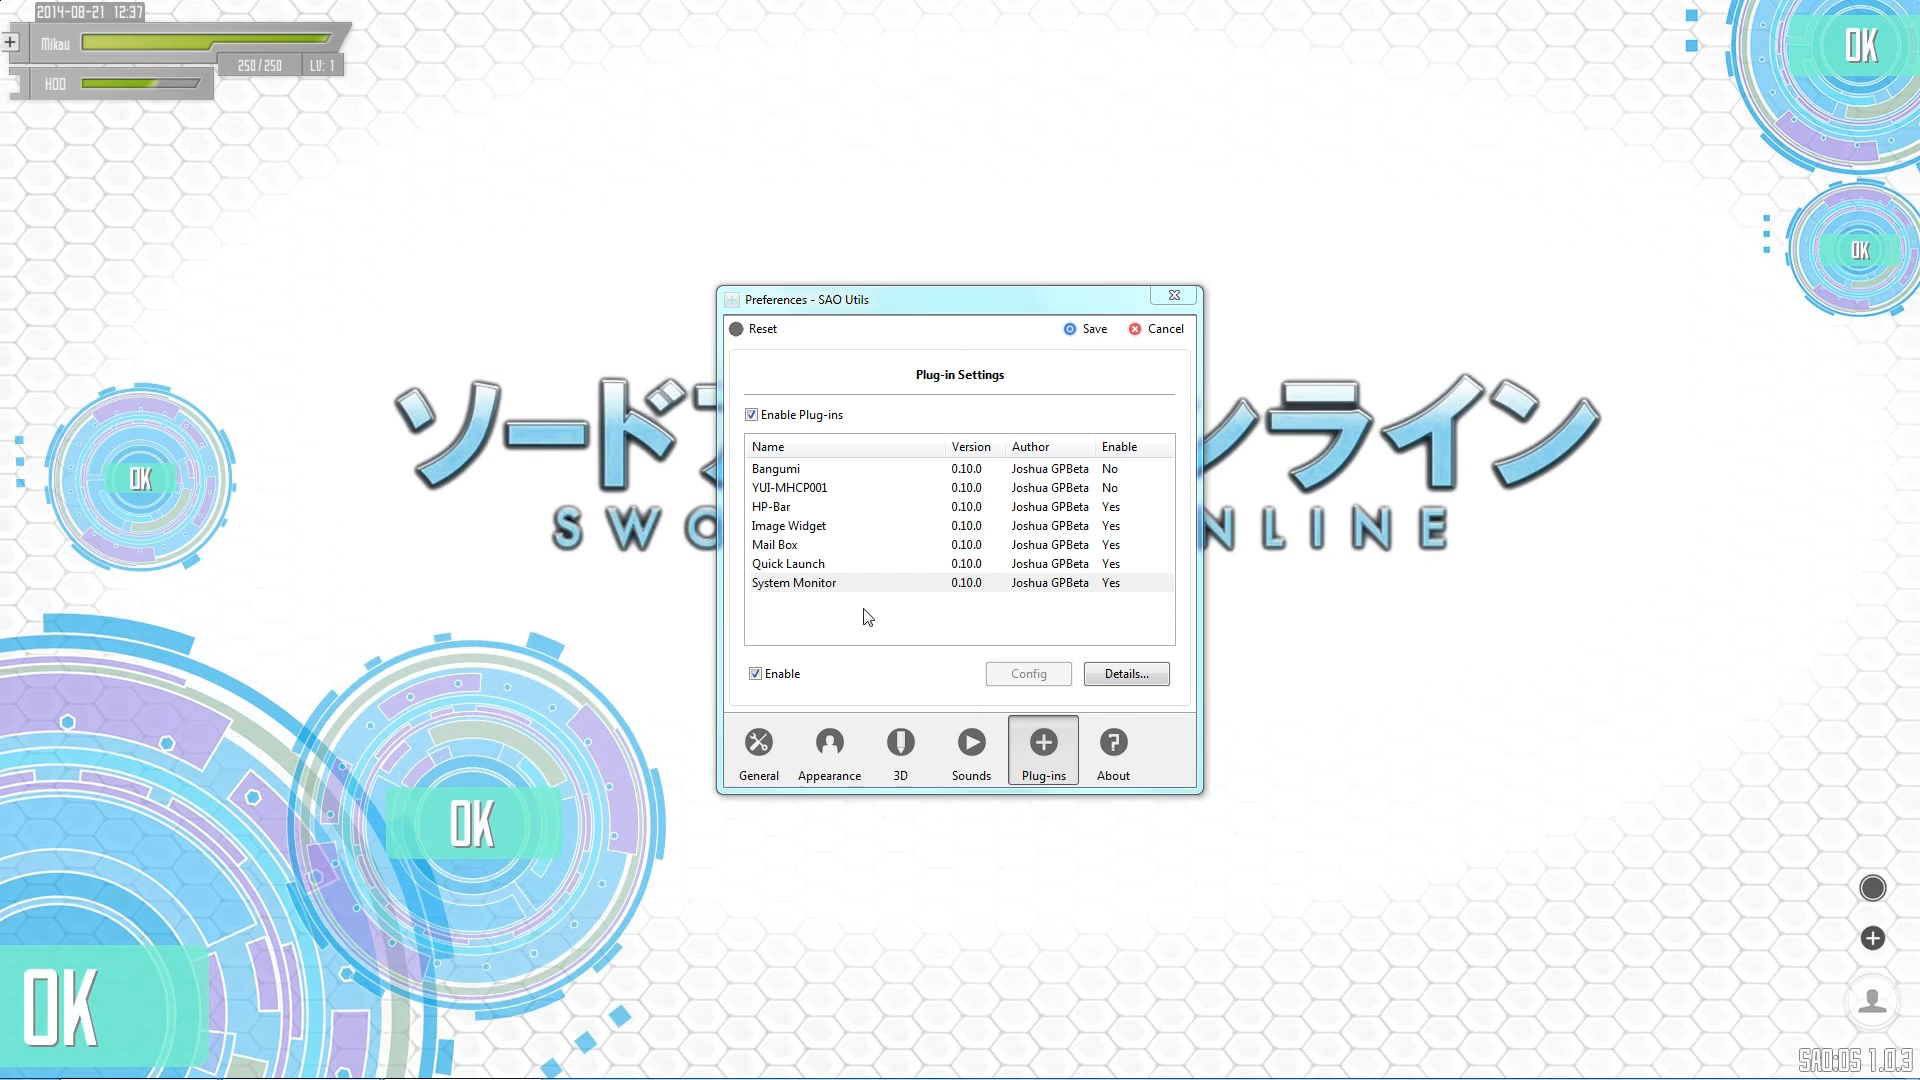 2014-08-21 12:37
Mikau
250/250 LV: 1
HDD
OK
OK
OK
OK
OK
ソード
ンライン
SWO
NLINE
Preferences - SAO Utils
Reset Save Cancel
Plug-in Settings
Enable Plug-ins
Name Version Author Enable
Bangumi 0.10.0 Joshua GPBeta No
YUI-MHCP001 0.10.0 Joshua GPBeta No
HP-Bar 0.10.0 Joshua GPBeta Yes
Image Widget 0.10.0 Joshua GPBeta Yes
Mail Box 0.10.0 Joshua GPBeta Yes
Quick Launch 0.10.0 Joshua GPBeta Yes
System Monitor 0.10.0 Joshua GPBeta Yes
Enable Config Details...
General Appearance 3D Sounds Plug-ins About
SAO:OS 1.0.3